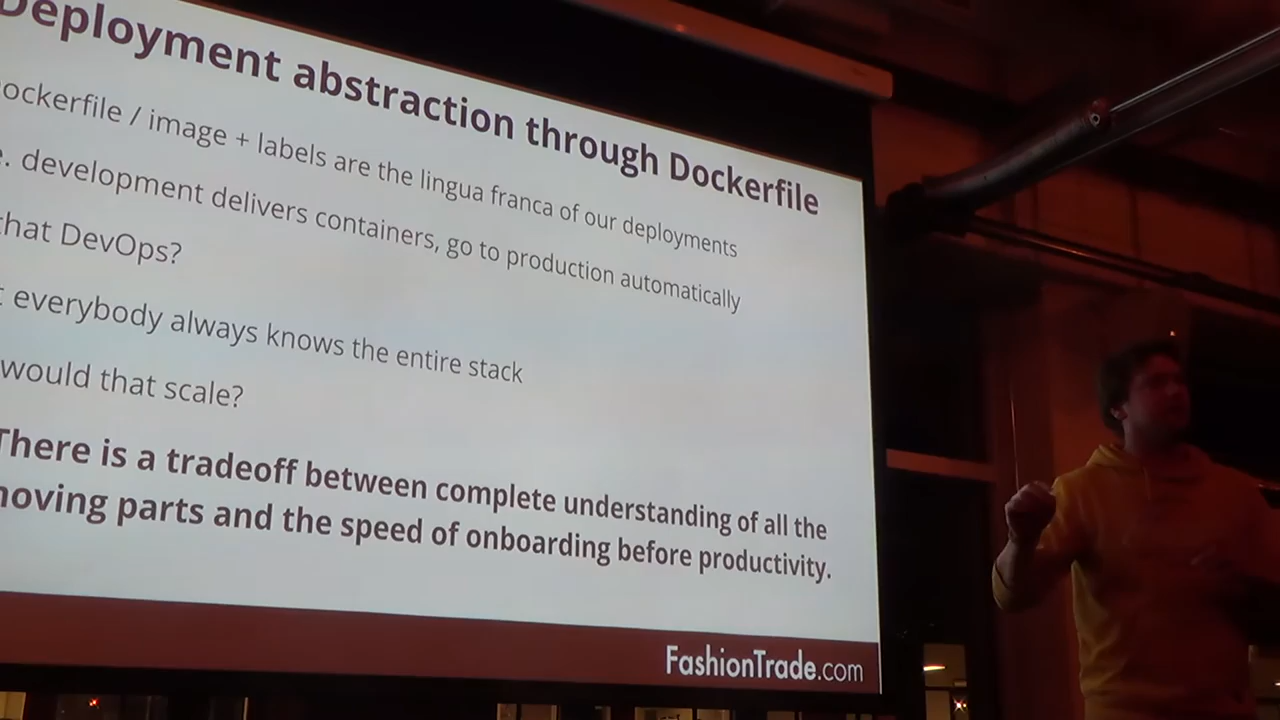 Deployment abstraction through Dockerfile
ockerfile / image + labels are the lingua franca of our deployments
. development delivers containers, go to production automatically
that DevOps?
everybody always knows the entire stack
would that scale?
There is a tradeoff between complete understanding of all the
moving parts and the speed of onboarding before productivity.
FashionTrade.com